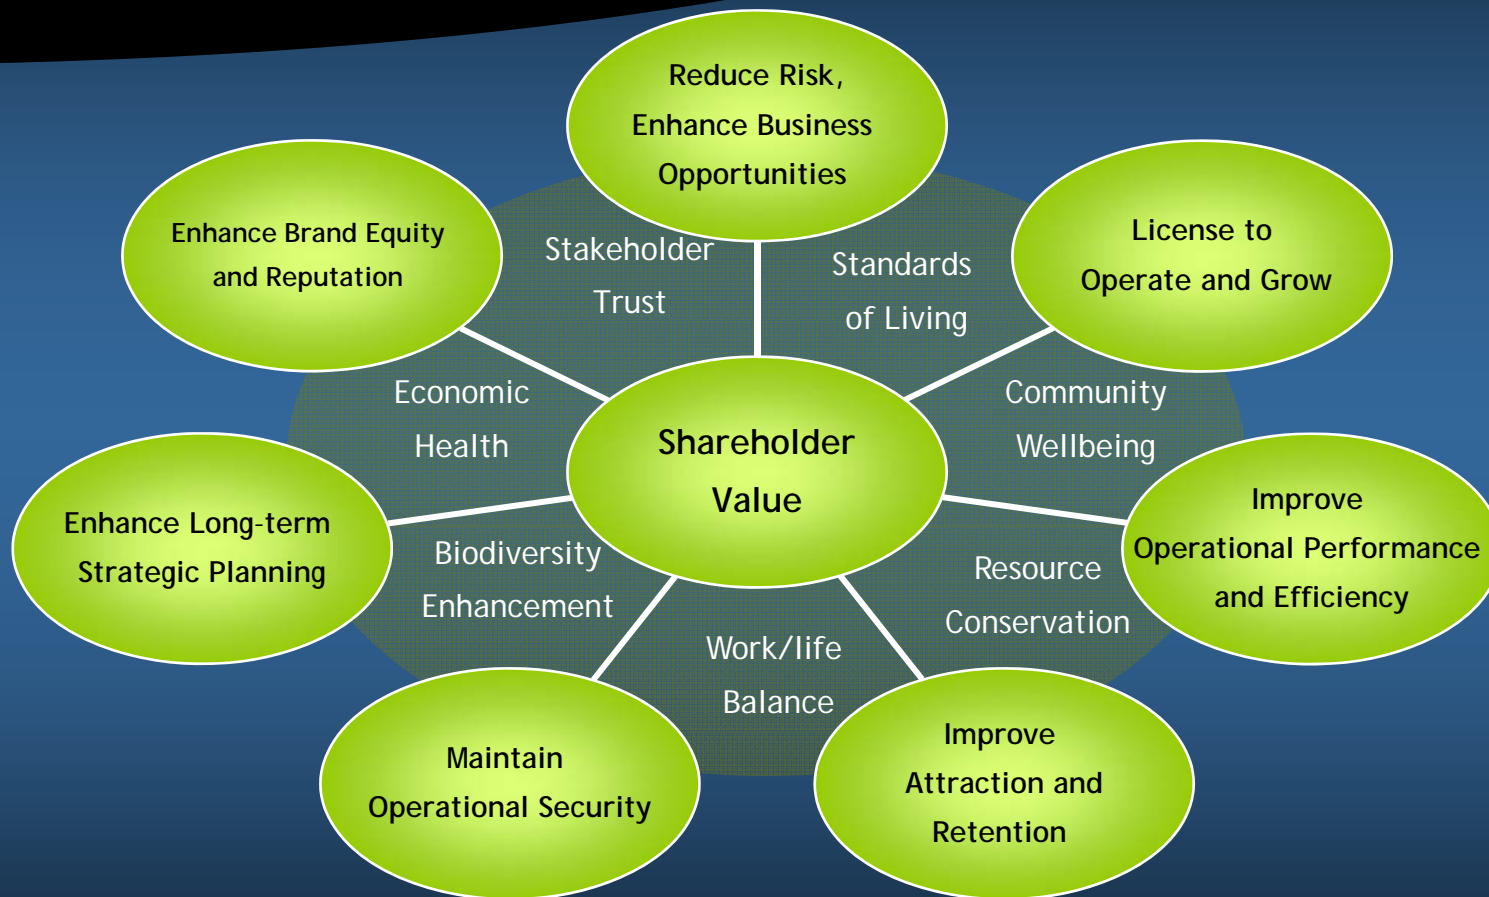 Reduce Risk,
Enhance Business
Opportunities
Enhance Brand Equity
and Reputation
License to
Operate and Grow
Stakeholder
Trust
Standards
of Living
Economic
Health
Community
Wellbeing
Shareholder
Value
Enhance Long-term
Strategic Planning
Improve
Operational Performance
and Efficiency
Biodiversity
Enhancement
Resource
Conservation
Work/life
Balance
Maintain
Operational Security
Improve
Attraction and
Retention